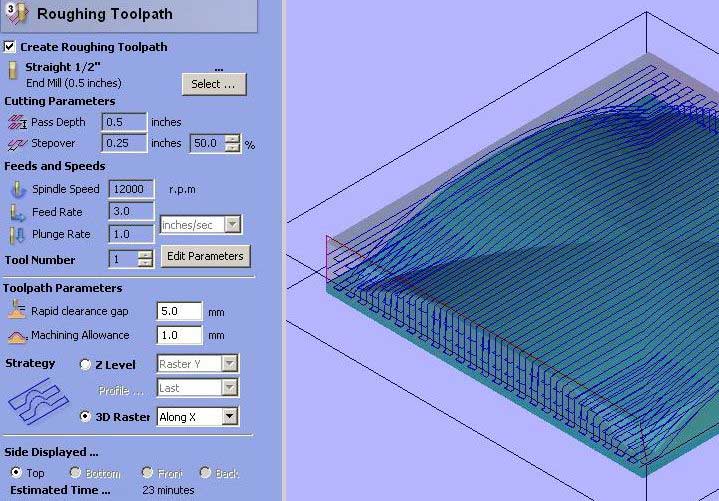 3 Roughing Toolpath
Create Roughing Toolpath
Straight 1/2" ...
End Mill (0.5 inches) Select ...
Cutting Parameters
Pass Depth 0.5 inches
Stepover 0.25 inches 50.0 %
Feeds and Speeds
Spindle Speed 12000 r.p.m
Feed Rate 3.0
inches/sec
Plunge Rate 1.0
Tool Number 1 Edit Parameters
Toolpath Parameters
Rapid clearance gap 5.0 mm
Machining Allowance 1.0 mm
Strategy Z Level Raster Y
Profile ... Last
3D Raster Along X
Side Displayed ...
Top Bottom Front Back
Estimated Time ... 23 minutes